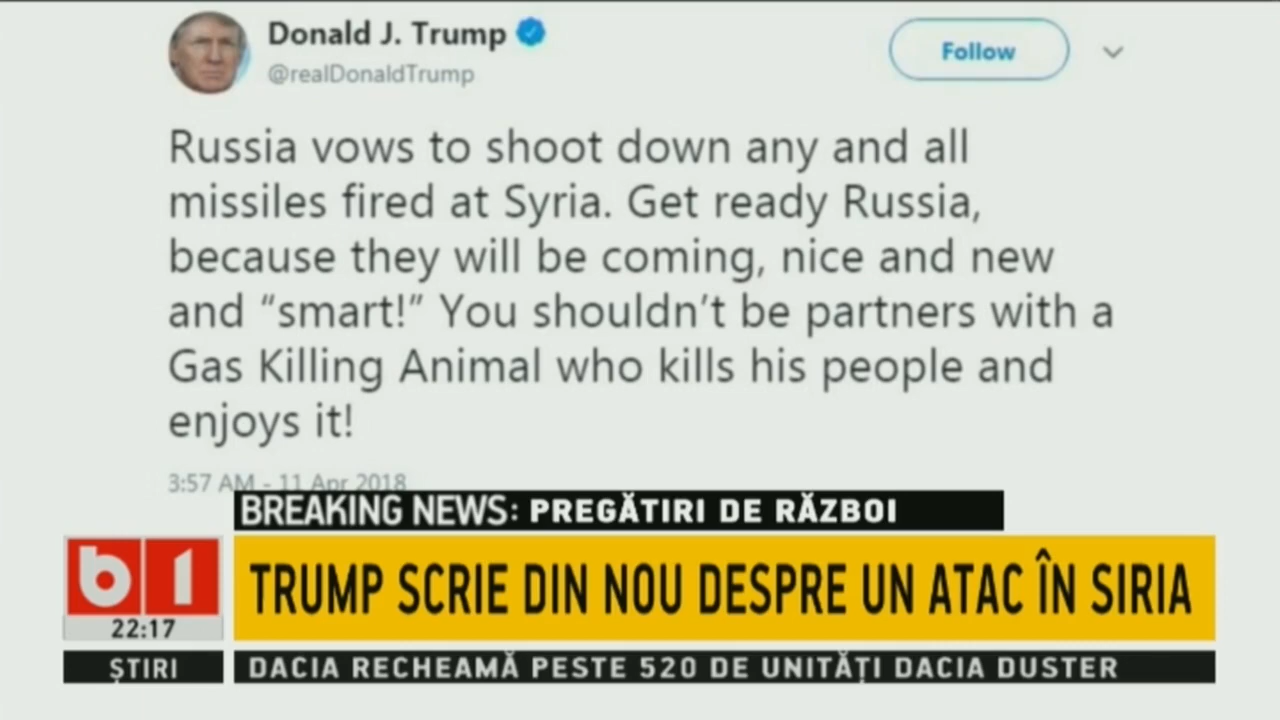 Donald J. Trump
@realDonaldTrump
Follow
Russia vows to shoot down any and all
missiles fired at Syria. Get ready Russia,
because they will be coming, nice and new
and “smart!” You shouldn’t be partners with a
Gas Killing Animal who kills his people and
enjoys it!
3:57 AM - 11 Apr 2018
BREAKING NEWS: PREGĂTIRI DE RĂZBOI
b1
TRUMP SCRIE DIN NOU DESPRE UN ATAC ÎN SIRIA
22:17
ȘTIRI
DACIA RECHEAMĂ PESTE 520 DE UNITĂȚI DACIA DUSTER